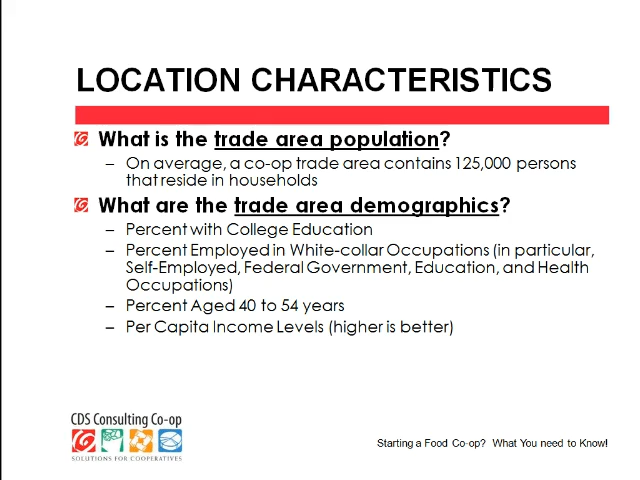 LOCATION CHARACTERISTICS
What is the trade area population?
– On average, a co-op trade area contains 125,000 persons
that reside in households
What are the trade area demographics?
– Percent with College Education
– Percent Employed in White-collar Occupations (in particular,
Self-Employed, Federal Government, Education, and Health
Occupations)
– Percent Aged 40 to 54 years
– Per Capita Income Levels (higher is better)
CDS Consulting Co-op
SOLUTIONS FOR COOPERATIVES
Starting a Food Co-op? What You need to Know!